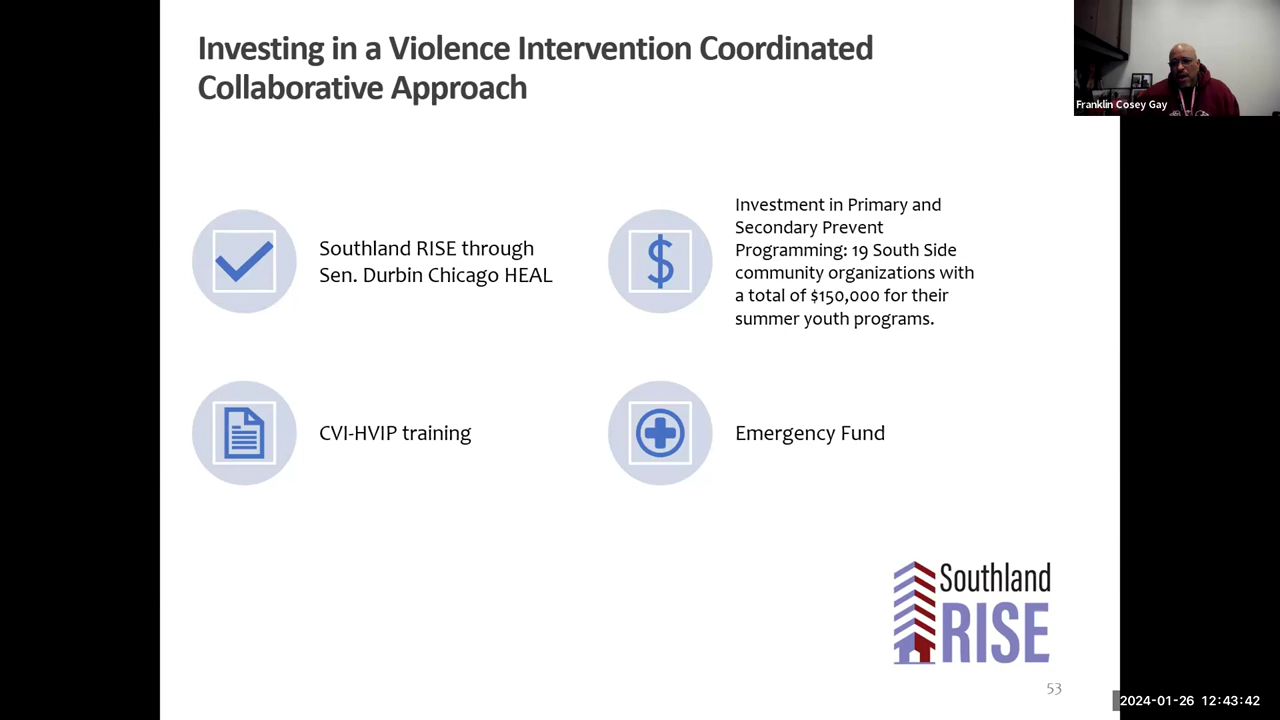 Investing in a Violence Intervention Coordinated
Collaborative Approach
Franklin Cosey Gay
Southland RISE through
Sen. Durbin Chicago HEAL
Investment in Primary and
Secondary Prevent
Programming: 19 South Side
community organizations with
a total of $150,000 for their
summer youth programs.
CVI-HVIP training
Emergency Fund
Southland
RISE
53
2024-01-26 12:43:42